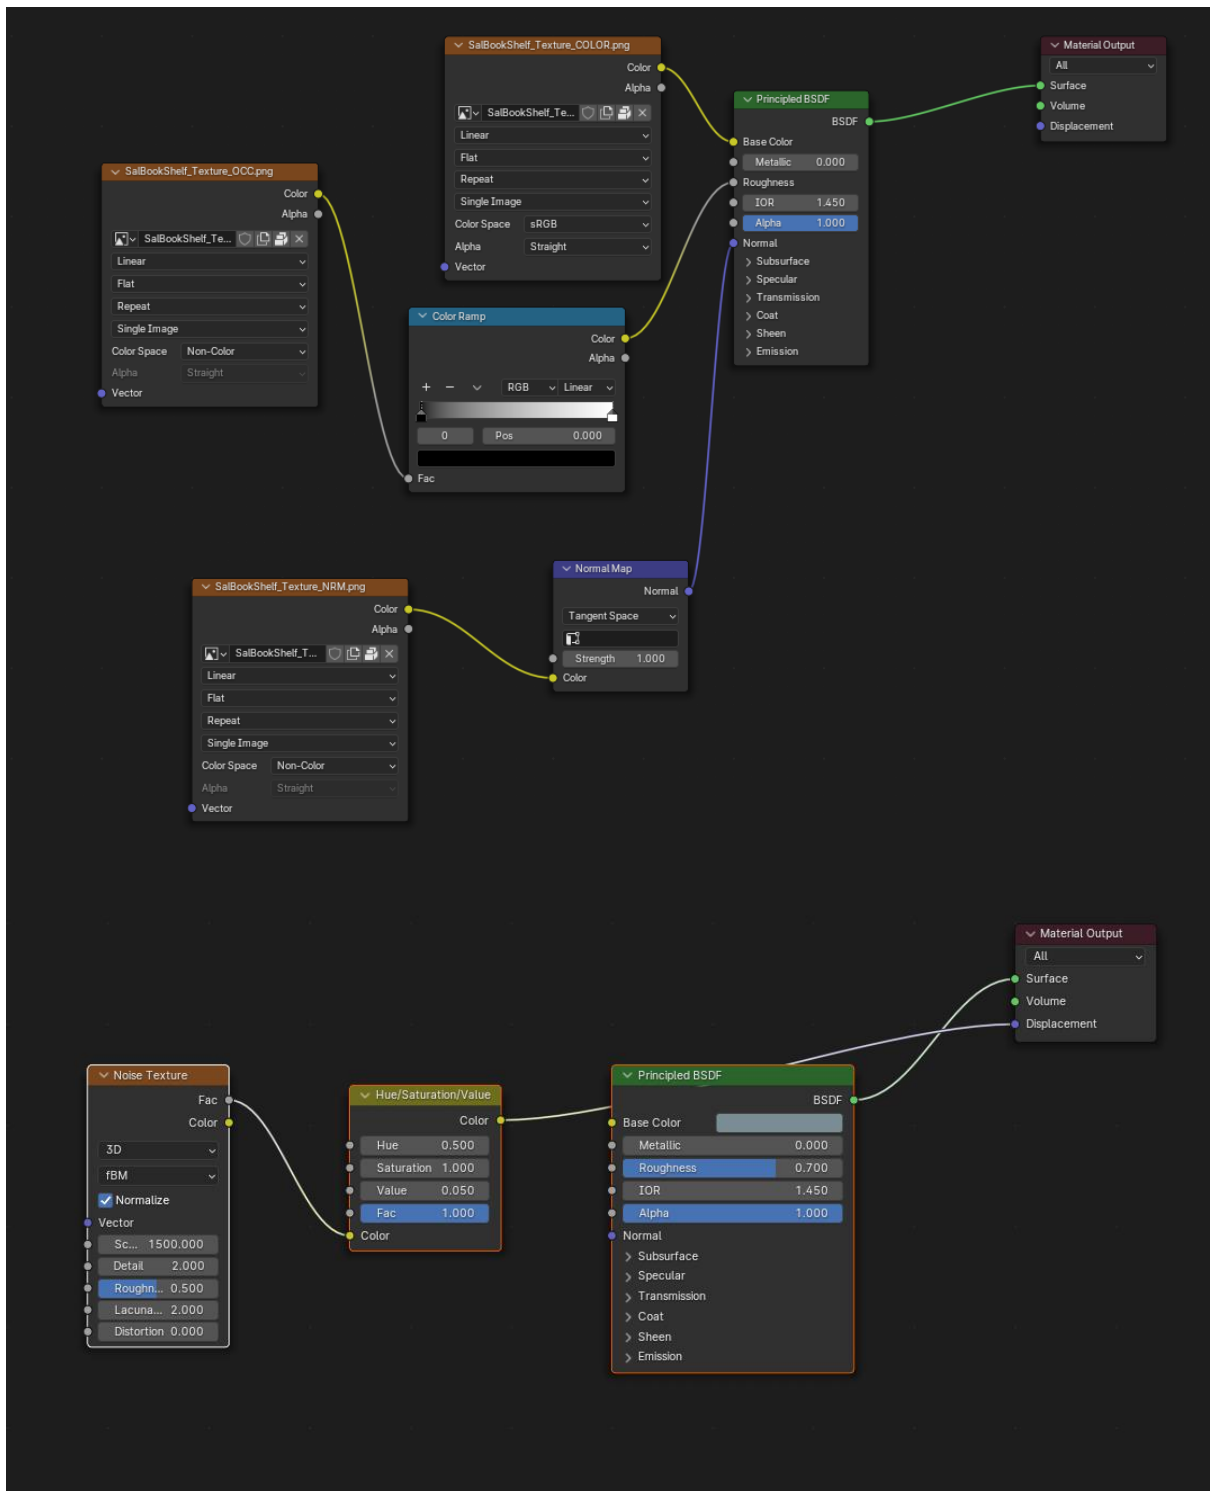 SalBookShelf_Texture_COLOR.png
Color
Alpha
SalBookShelf_Te...
Linear
Flat
Repeat
Single Image
Color Space sRGB
Alpha Straight
Vector
Material Output
All
Surface
Volume
Displacement
Principled BSDF
BSDF
Base Color
Metallic 0.000
Roughness
IOR 1.450
Alpha 1.000
Normal
Subsurface
Specular
Transmission
Coat
Sheen
Emission
SalBookShelf_Texture_OCC.png
Color
Alpha
SalBookShelf_Te...
Linear
Flat
Repeat
Single Image
Color Space Non-Color
Alpha Straight
Vector
Color Ramp
Color
Alpha
+ − RGB Linear
0 Pos 0.000
Fac
SalBookShelf_Texture_NRM.png
Color
Alpha
SalBookShelf_T...
Linear
Flat
Repeat
Single Image
Color Space Non-Color
Alpha Straight
Vector
Normal Map
Normal
Tangent Space
Strength 1.000
Color
Material Output
All
Surface
Volume
Displacement
Noise Texture
Fac
Color
3D
fBM
Normalize
Vector
Sc... 1500.000
Detail 2.000
Roughn... 0.500
Lacuna... 2.000
Distortion 0.000
Hue/Saturation/Value
Color
Hue 0.500
Saturation 1.000
Value 0.050
Fac 1.000
Color
Principled BSDF
BSDF
Base Color
Metallic 0.000
Roughness 0.700
IOR 1.450
Alpha 1.000
Normal
Subsurface
Specular
Transmission
Coat
Sheen
Emission